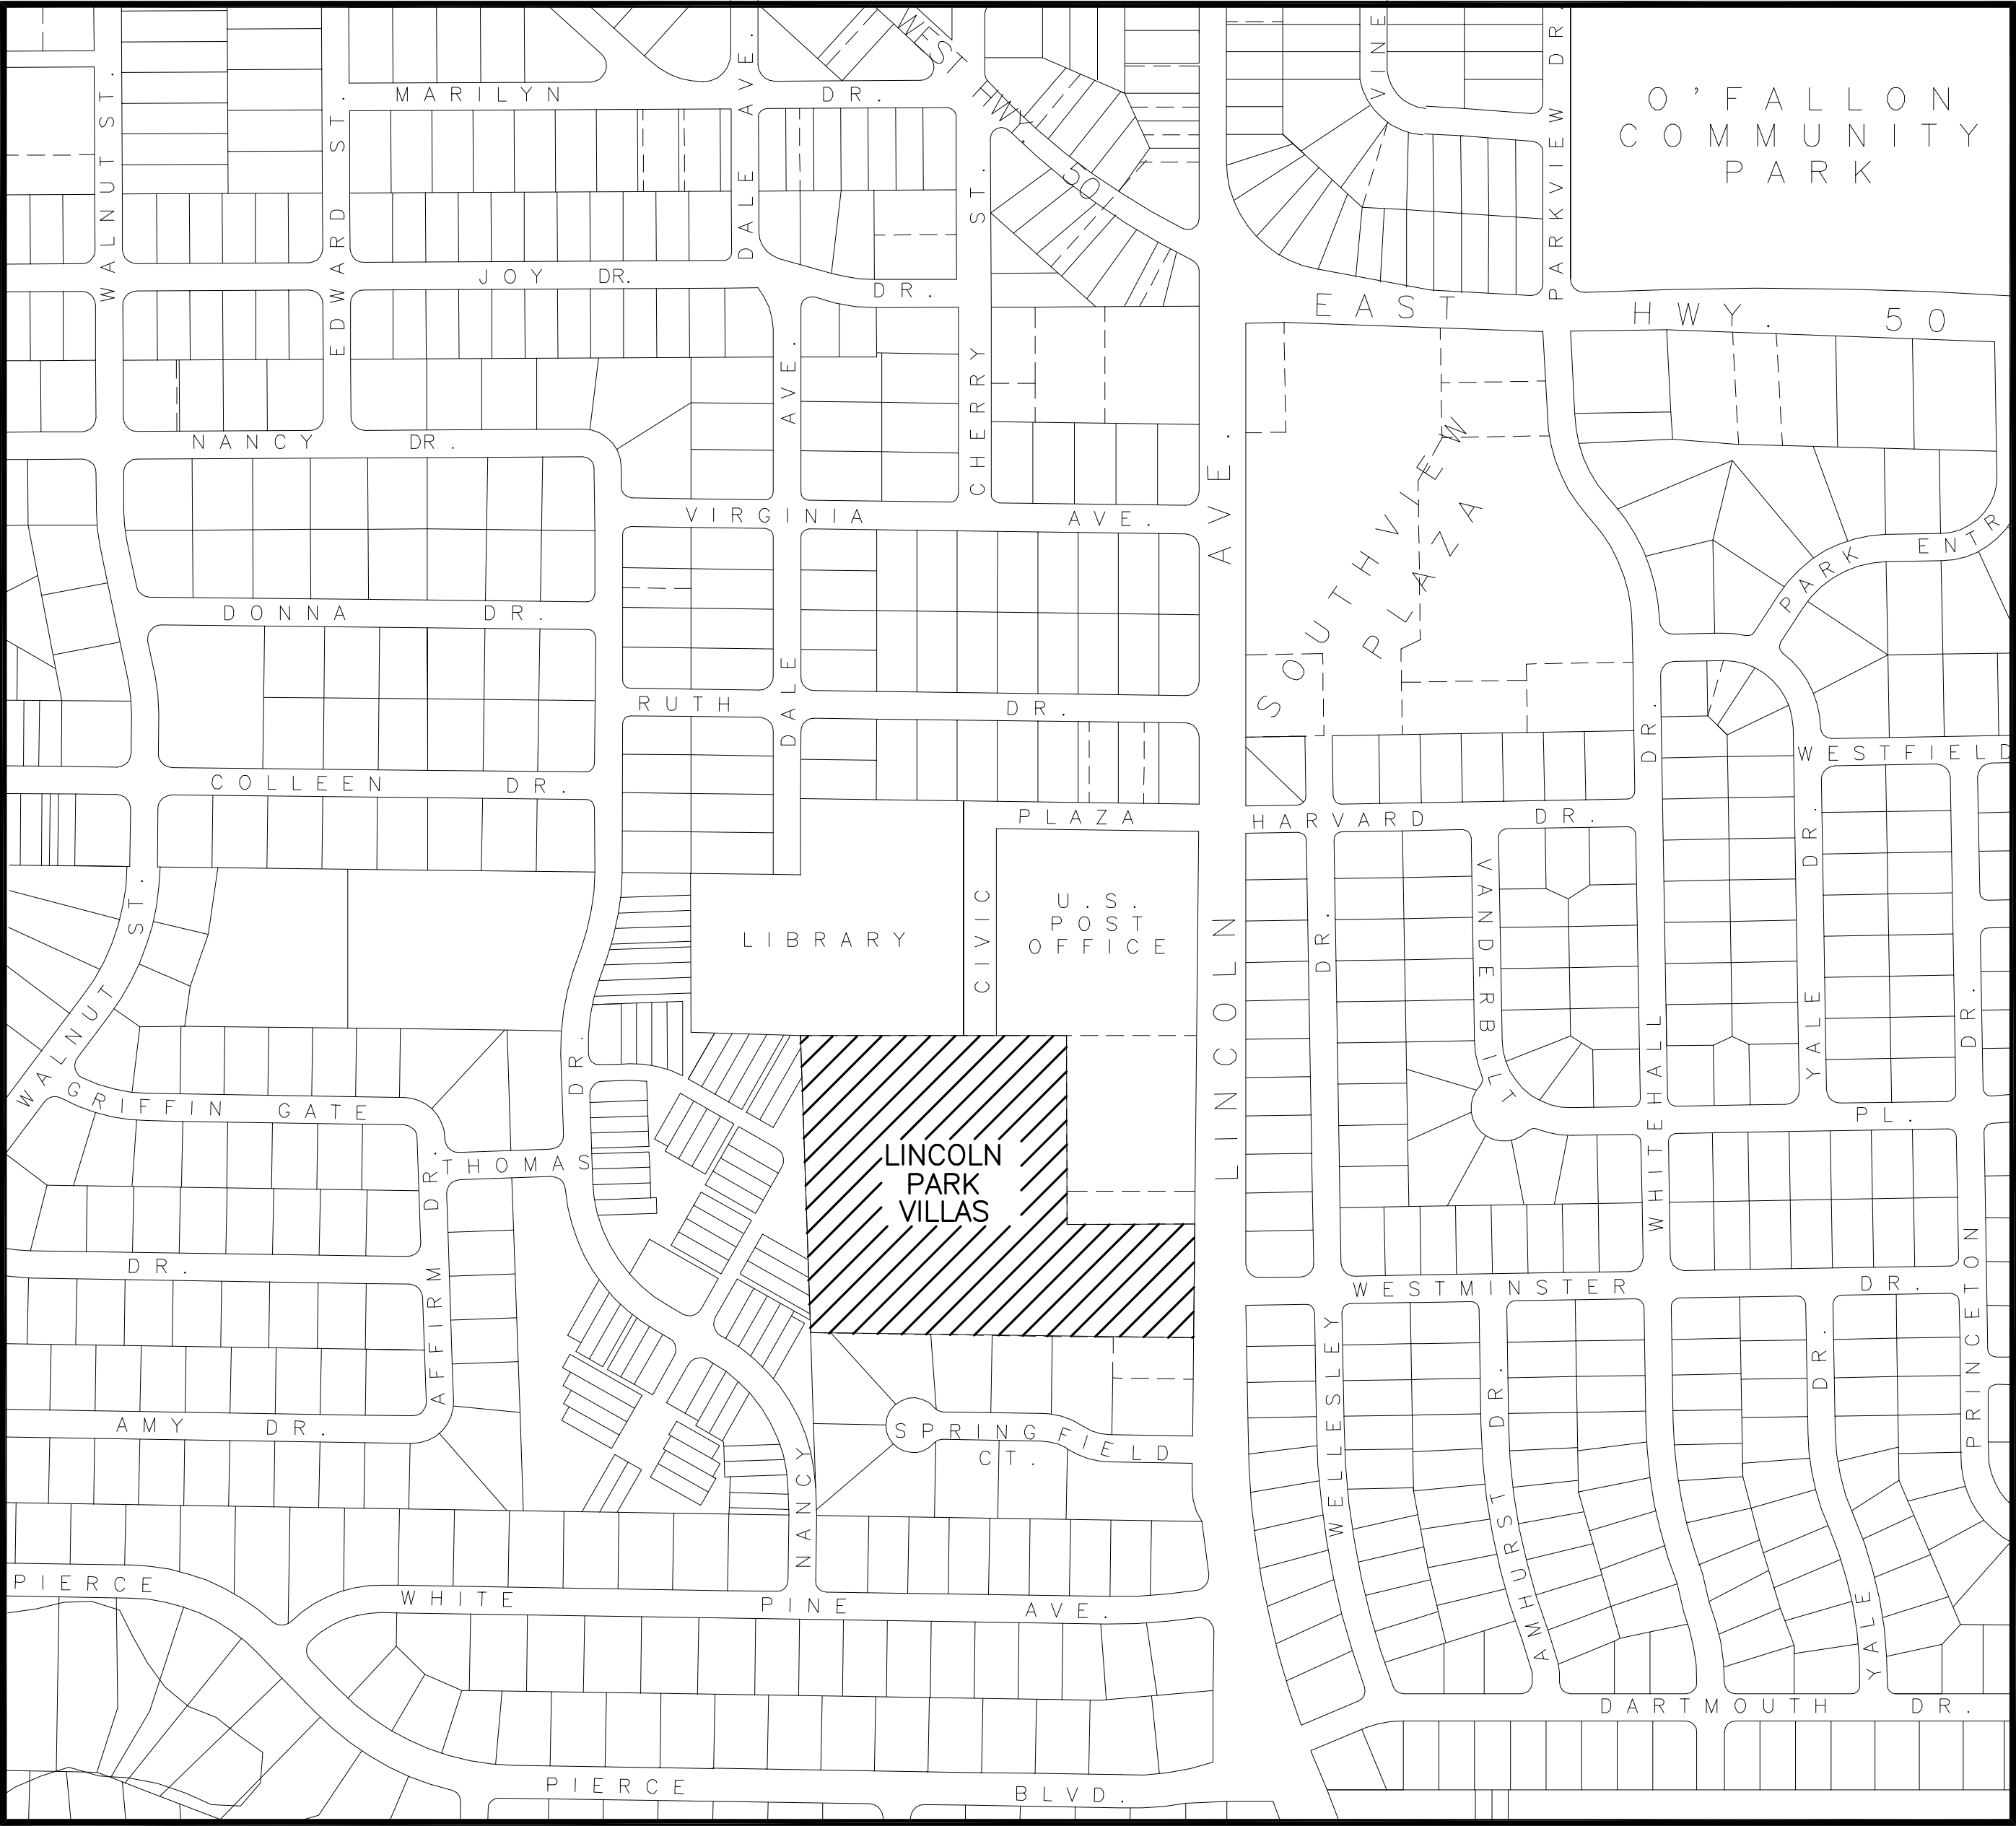 WEST HWY. 50
VINE
PARKVIEW DR.
O'FALLON
COMMUNITY
PARK
WALNUT ST.
EDWARD ST.
MARILYN DR.
DALE AVE.
JOY DR.
DR.
EAST HWY. 50
CHERRY ST.
DALE AVE.
NANCY DR.
VIRGINIA AVE.
LINCOLN AVE.
SOUTHVIEW
PLAZA
PARK ENTR
DONNA DR.
RUTH DR.
WHITEHALL DR.
WESTFIELD
COLLEEN DR.
PLAZA
HARVARD DR.
YALE DR.
WALNUT ST.
LIBRARY
CIVIC
U.S.
POST
OFFICE
DR.
VANDERBILT
DR.
GRIFFIN GATE
DR.
NANCY DR.
PL.
THOMAS
LINCOLN
PARK
VILLAS
AFFIRM DR.
DR.
WESTMINSTER DR.
PRINCETON
WELLESLEY
AMHURST DR.
YALE DR.
AMY DR.
SPRINGFIELD
CT.
PIERCE
WHITE PINE AVE.
DARTMOUTH DR.
PIERCE BLVD.